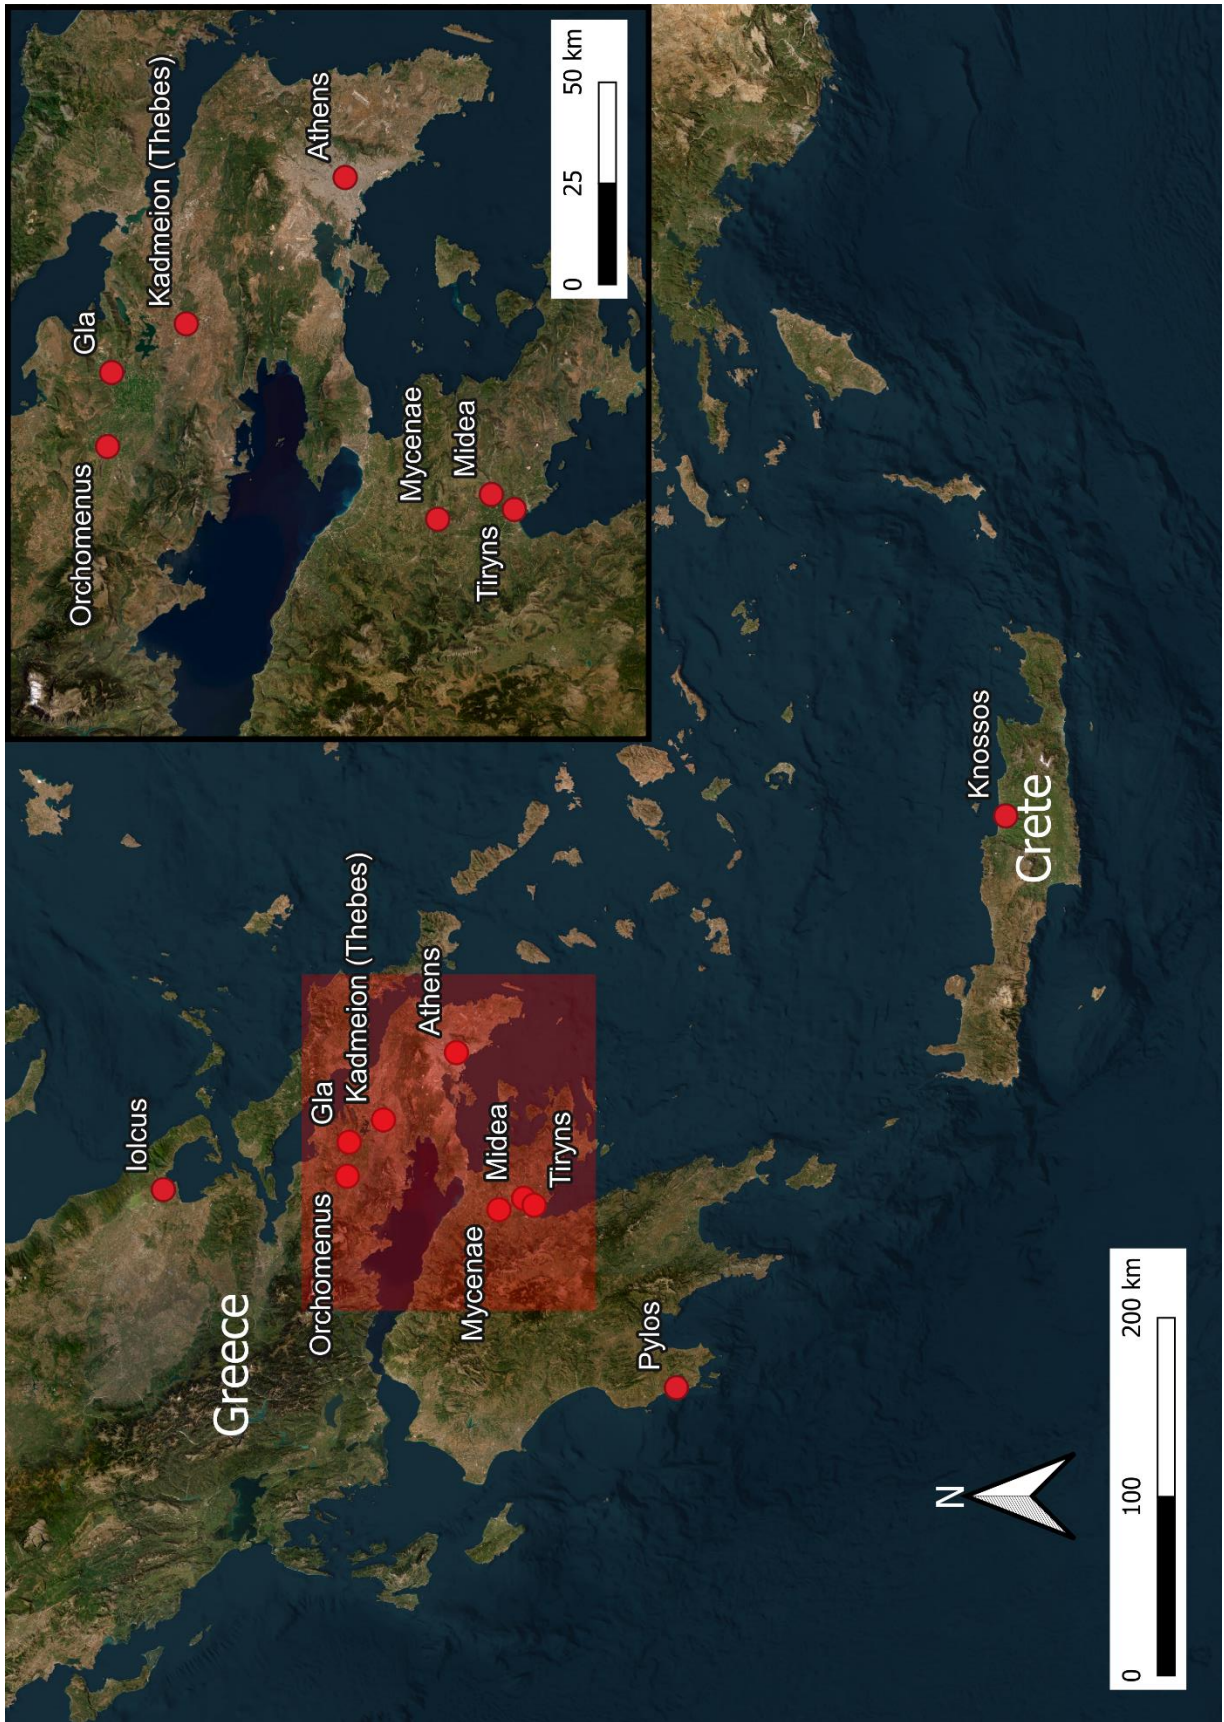 Iolcus
Greece
Orchomenus
Gla
Kadmeion (Thebes)
Athens
Mycenae
Midea
Tiryns
Pylos
Knossos
Crete
N
0 100 200 km
Orchomenus
Gla
Kadmeion (Thebes)
Athens
Mycenae
Midea
Tiryns
0 25 50 km